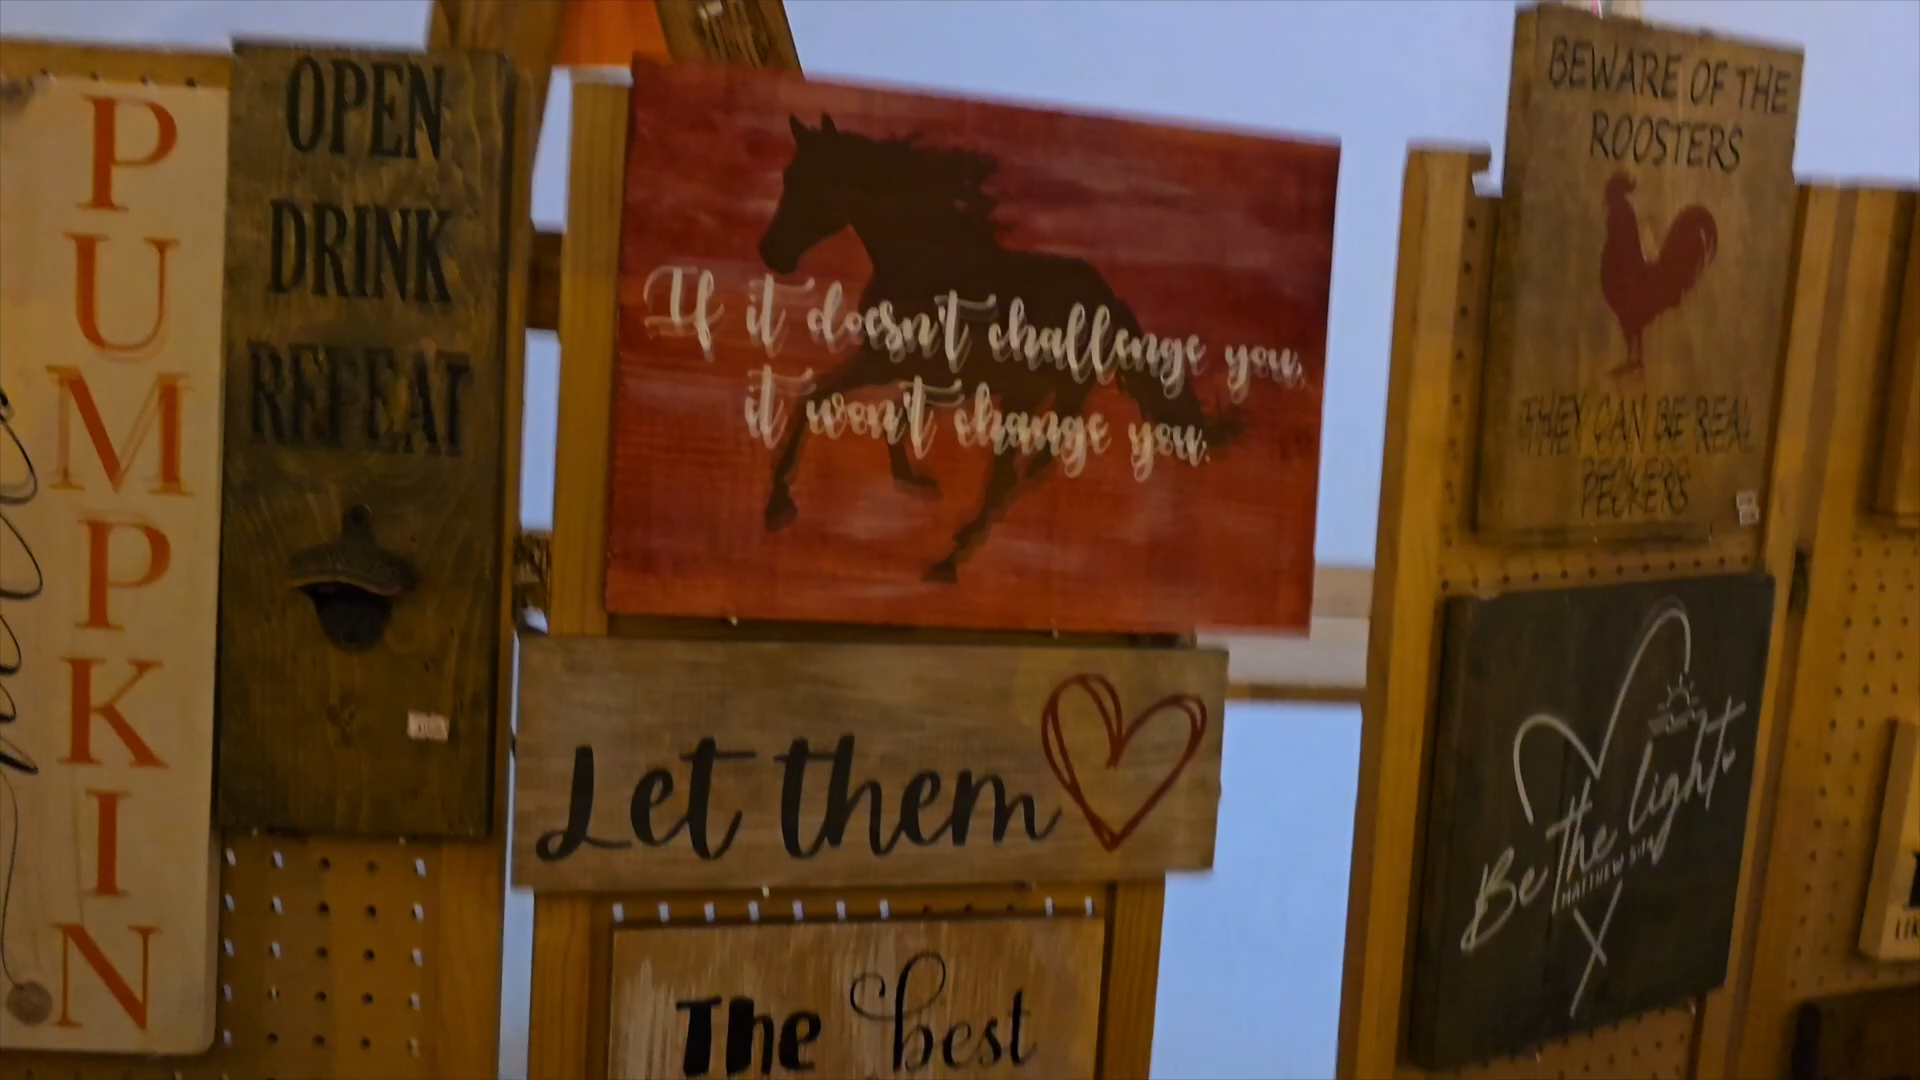 PUMPKIN
OPEN
DRINK
REPEAT
If it doesn't challenge you,
it won't change you.
Let them
The best
BEWARE OF THE
ROOSTERS
THEY CAN BE REAL
PECKERS
Be the light
MATTHEW